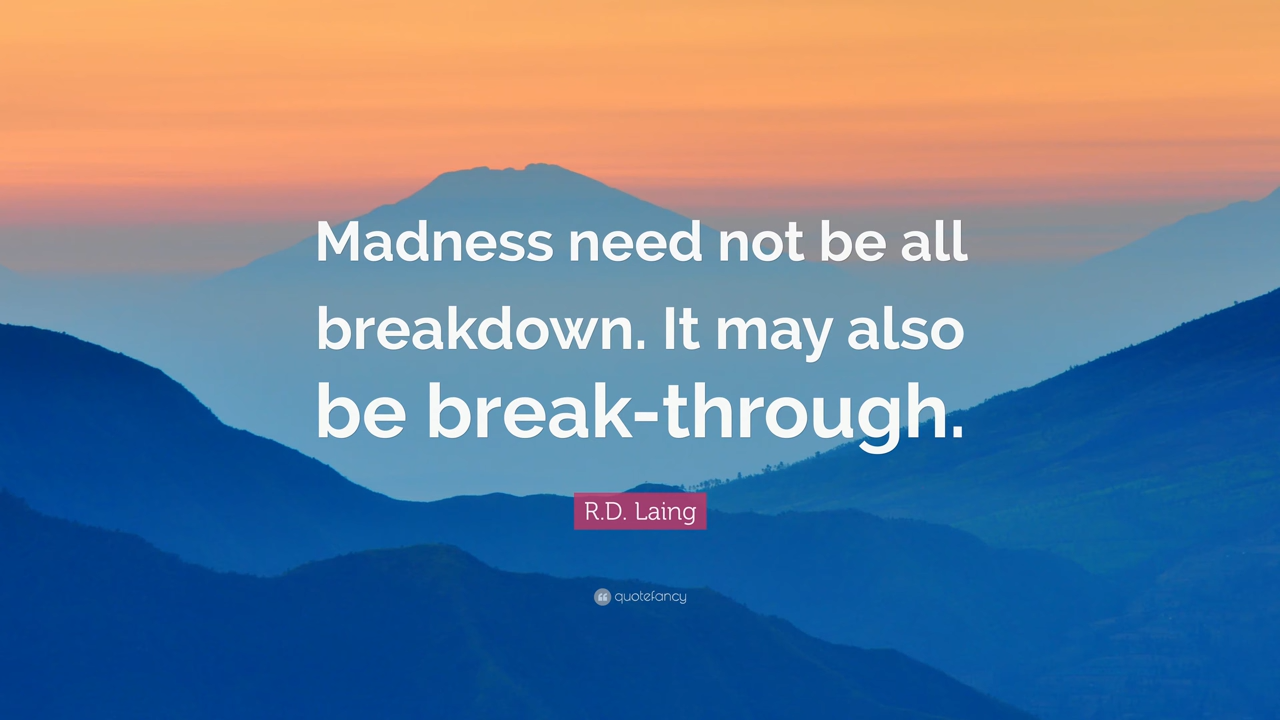 Madness need not be all
breakdown. It may also
be break-through.
R.D. Laing
quotefancy